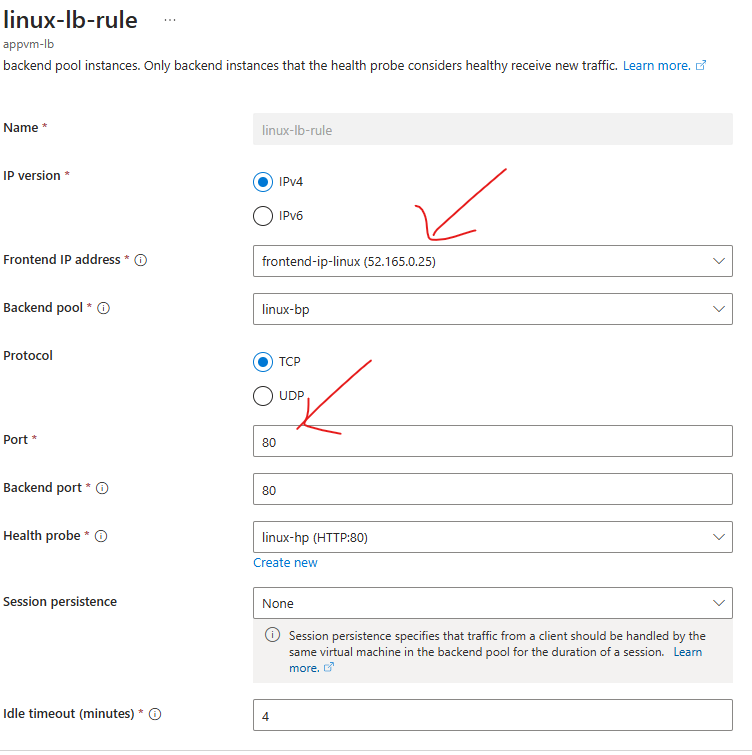 linux-lb-rule ...
appvm-lb
backend pool instances. Only backend instances that the health probe considers healthy receive new traffic. Learn more.
Name *
linux-lb-rule
IP version *
IPv4
IPv6
Frontend IP address *
frontend-ip-linux (52.165.0.25)
Backend pool *
linux-bp
Protocol
TCP
UDP
Port *
80
Backend port *
80
Health probe *
linux-hp (HTTP:80)
Create new
Session persistence
None
Session persistence specifies that traffic from a client should be handled by the
same virtual machine in the backend pool for the duration of a session. Learn
more.
Idle timeout (minutes) *
4